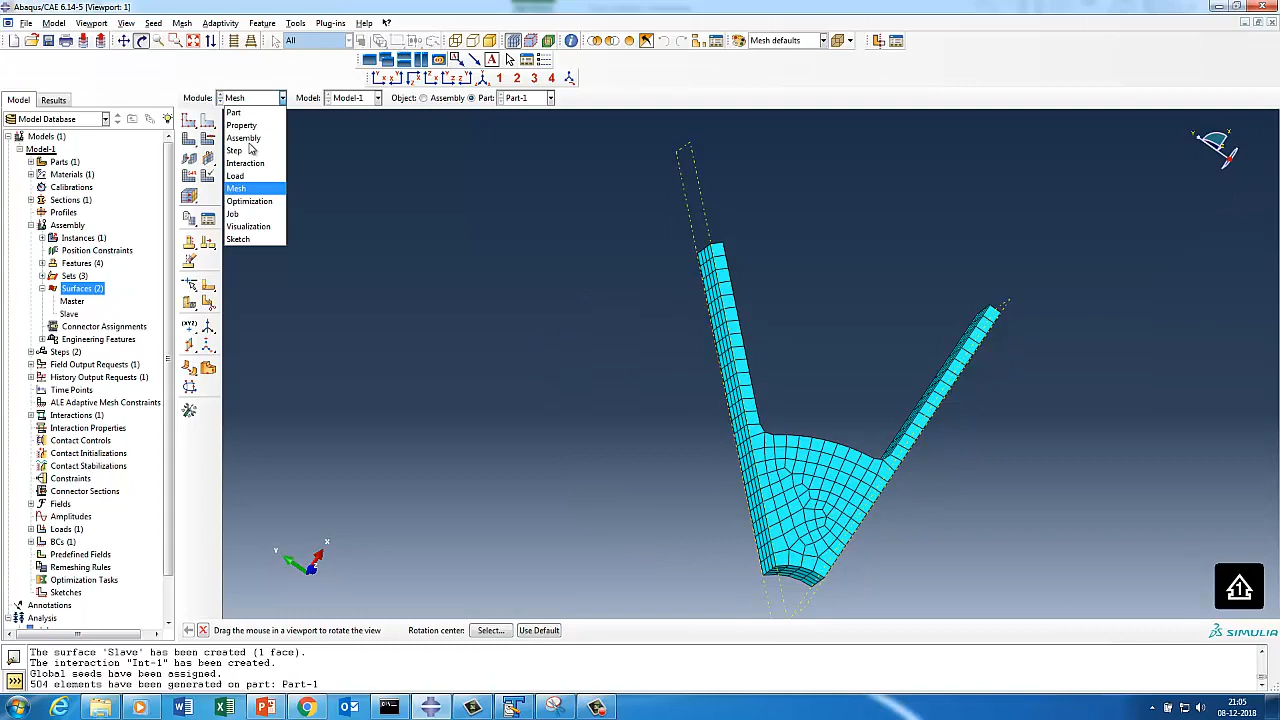 Abaqus/CAE 6.14-5 [Viewport: 1]
File Model Viewport View Seed Mesh Adaptivity Feature Tools Plug-ins Help
All
Mesh defaults
A
1 2 3 4
Model Results
Module: Mesh Model: Model-1 Object: Assembly Part: Part-1
Model Database
Models (1)
Model-1
Parts (1)
Materials (1)
Calibrations
Sections (1)
Profiles
Assembly
Instances (1)
Position Constraints
Features (4)
Sets (3)
Surfaces (2)
Master
Slave
Connector Assignments
Engineering Features
Steps (2)
Field Output Requests (1)
History Output Requests (1)
Time Points
ALE Adaptive Mesh Constraints
Interactions (1)
Interaction Properties
Contact Controls
Contact Initializations
Contact Stabilizations
Constraints
Connector Sections
Fields
Amplitudes
Loads (1)
BCs (1)
Predefined Fields
Remeshing Rules
Optimization Tasks
Sketches
Annotations
Analysis
Part
Property
Assembly
Step
Interaction
Load
Mesh
Optimization
Job
Visualization
Sketch
(XYZ)
Y
X
Y
X
Drag the mouse in a viewport to rotate the view Rotation center: Select... Use Default
SIMULIA
The surface 'Slave' has been created (1 face).
The interaction "Int-1" has been created.
Global seeds have been assigned.
504 elements have been generated on part: Part-1
21:05
08-12-2018